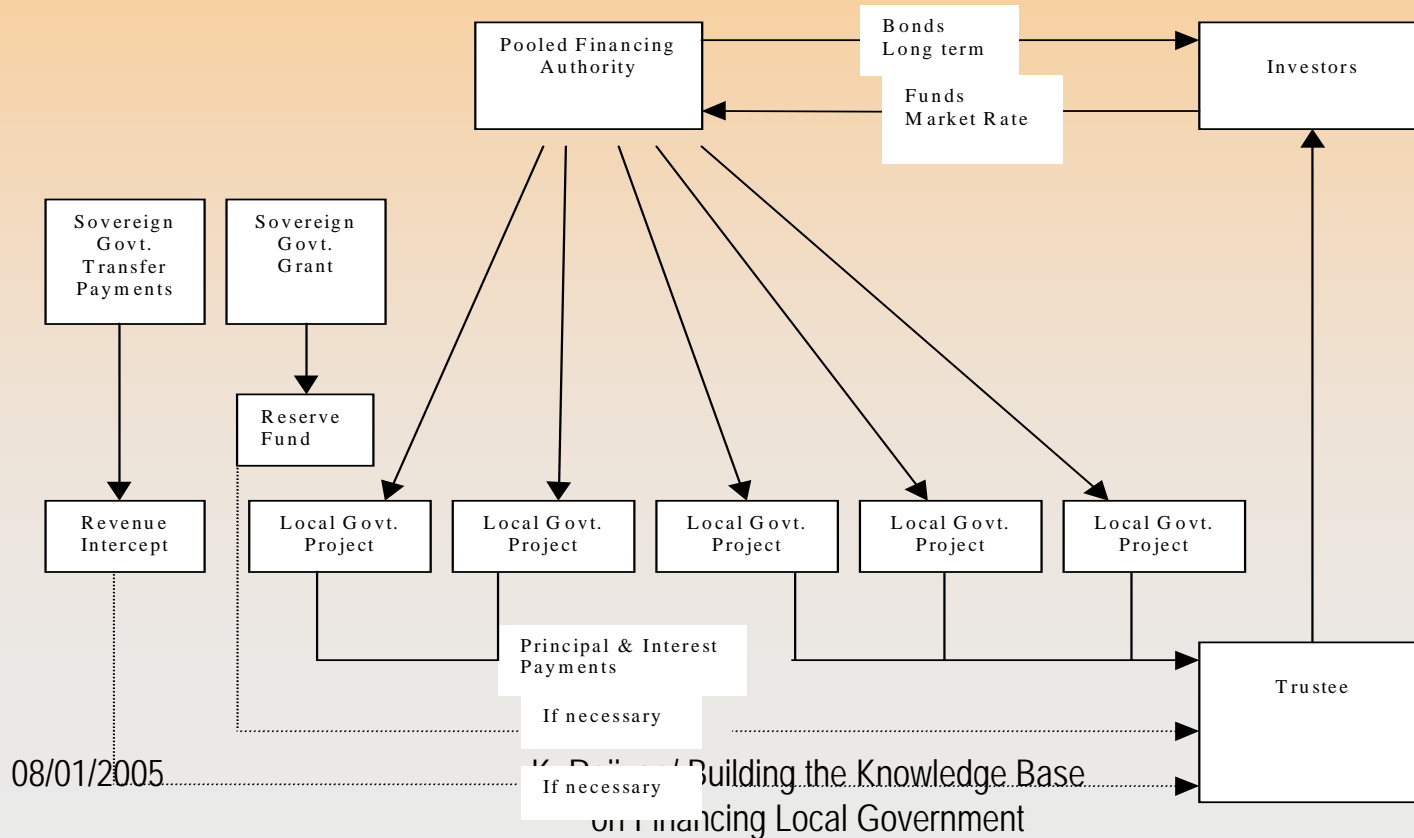 Pooled Financing
Authority
Bonds
Long term
Funds
Market Rate
Investors
Sovereign
Govt.
Transfer
Payments
Sovereign
Govt.
Grant
Reserve
Fund
Revenue
Intercept
Local Govt.
Project
Local Govt.
Project
Local Govt.
Project
Local Govt.
Project
Local Govt.
Project
Principal & Interest
Payments
If necessary
If necessary
Trustee
08/01/2005
Building the Knowledge Base
on Financing Local Government